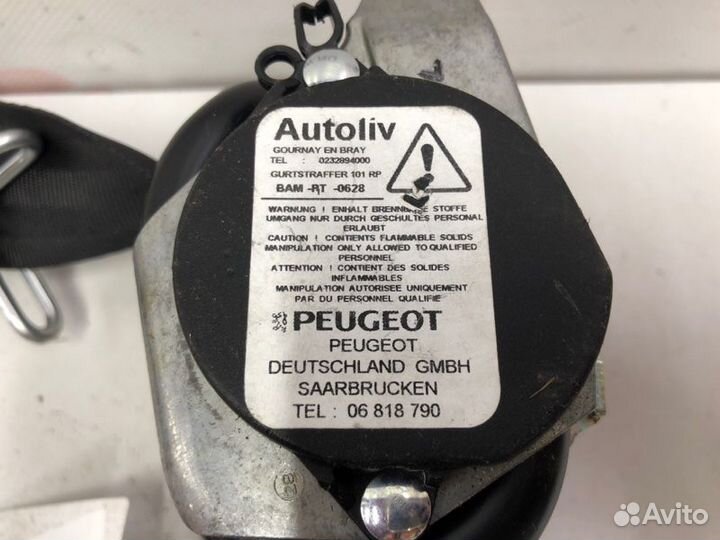 Autoliv
GOURNAY EN BRAY
TEL : 0232894000
GURTSTRAFFER 101 RP
BAM -RT -0628
WARNUNG ! ENHALT BRENNBARE STOFFE
UMGANG NUR DURCH GESCHULTES PERSONAL
ERLAUBT
CAUTION ! CONTIENTS FLAMMABLE SOLIDS
MANIPULATION ONLY ALLOWED TO QUALIFIED
PERSONNEL
ATTENTION ! CONTIENT DES SOLIDES
INFLAMMABLES
MANIPULATION AUTORISEE UNIQUEMENT
PAR DU PERSONNEL QUALIFIE
PEUGEOT
PEUGEOT
DEUTSCHLAND GMBH
SAARBRUCKEN
TEL : 06 818 790
Avito